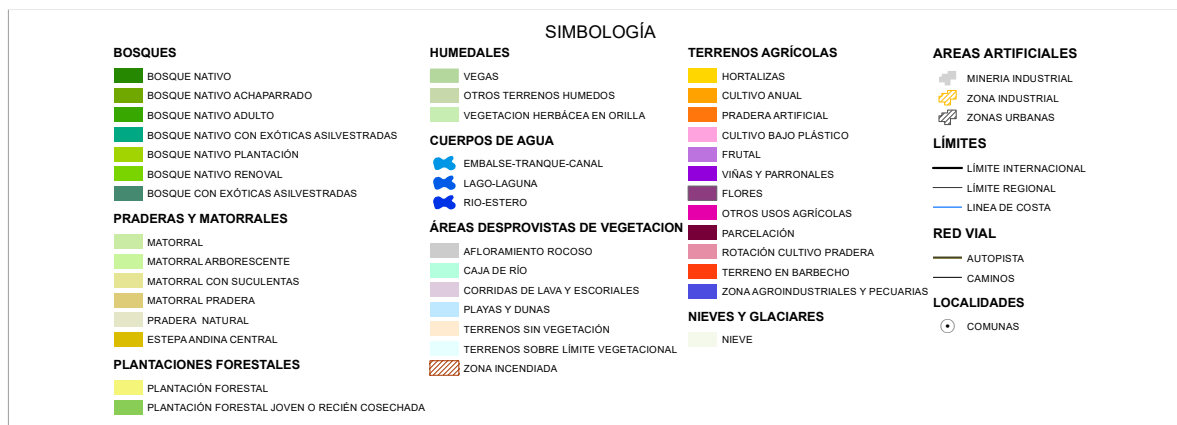 SIMBOLOGÍA
BOSQUES
BOSQUE NATIVO
BOSQUE NATIVO ACHAPARRADO
BOSQUE NATIVO ADULTO
BOSQUE NATIVO CON EXÓTICAS ASILVESTRADAS
BOSQUE NATIVO PLANTACIÓN
BOSQUE NATIVO RENOVAL
BOSQUE CON EXÓTICAS ASILVESTRADAS
PRADERAS Y MATORRALES
MATORRAL
MATORRAL ARBORESCENTE
MATORRAL CON SUCULENTAS
MATORRAL PRADERA
PRADERA NATURAL
ESTEPA ANDINA CENTRAL
PLANTACIONES FORESTALES
PLANTACIÓN FORESTAL
PLANTACIÓN FORESTAL JOVEN O RECIÉN COSECHADA
HUMEDALES
VEGAS
OTROS TERRENOS HUMEDOS
VEGETACION HERBÁCEA EN ORILLA
CUERPOS DE AGUA
EMBALSE-TRANQUE-CANAL
LAGO-LAGUNA
RIO-ESTERO
ÁREAS DESPROVISTAS DE VEGETACION
AFLORAMIENTO ROCOSO
CAJA DE RÍO
CORRIDAS DE LAVA Y ESCORIALES
PLAYAS Y DUNAS
TERRENOS SIN VEGETACIÓN
TERRENOS SOBRE LÍMITE VEGETACIONAL
ZONA INCENDIADA
TERRENOS AGRÍCOLAS
HORTALIZAS
CULTIVO ANUAL
PRADERA ARTIFICIAL
CULTIVO BAJO PLÁSTICO
FRUTAL
VIÑAS Y PARRONALES
FLORES
OTROS USOS AGRÍCOLAS
PARCELACIÓN
ROTACIÓN CULTIVO PRADERA
TERRENO EN BARBECHO
ZONA AGROINDUSTRIALES Y PECUARIAS
NIEVES Y GLACIARES
NIEVE
AREAS ARTIFICIALES
MINERIA INDUSTRIAL
ZONA INDUSTRIAL
ZONAS URBANAS
LÍMITES
LÍMITE INTERNACIONAL
LÍMITE REGIONAL
LINEA DE COSTA
RED VIAL
AUTOPISTA
CAMINOS
LOCALIDADES
COMUNAS